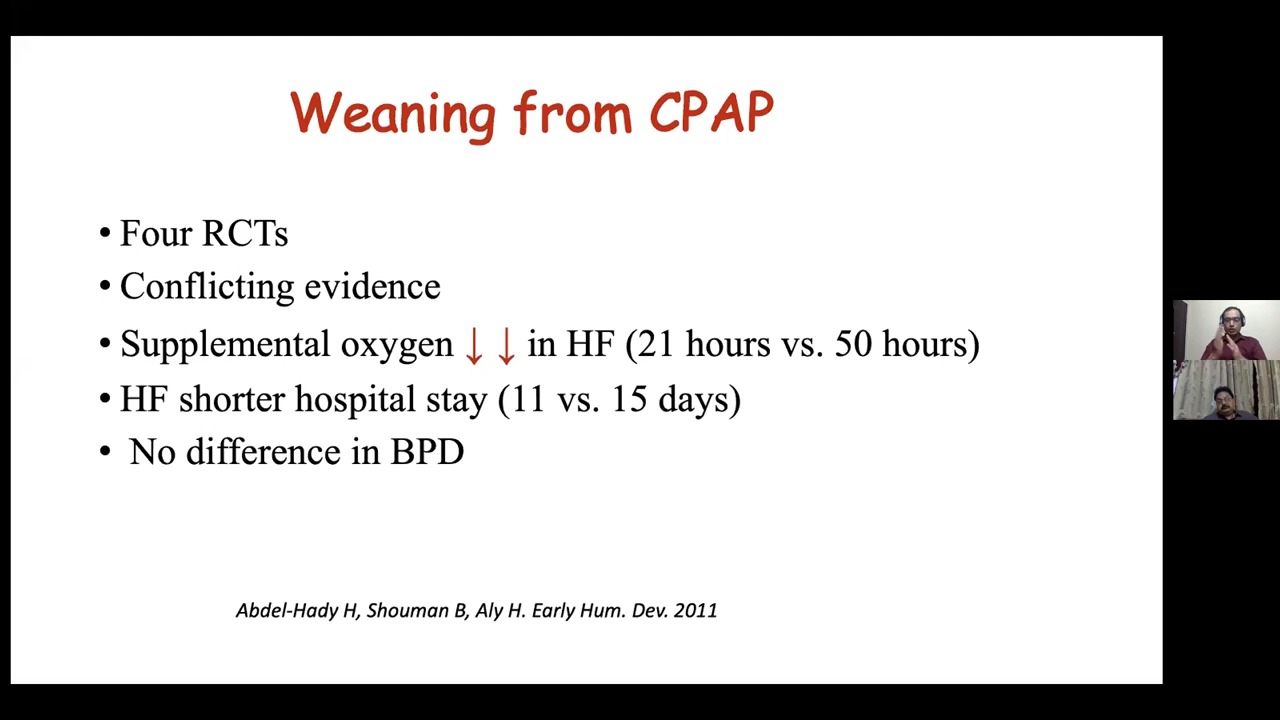 Weaning from CPAP
• Four RCTs
• Conflicting evidence
• Supplemental oxygen ↓ ↓ in HF (21 hours vs. 50 hours)
• HF shorter hospital stay (11 vs. 15 days)
• No difference in BPD
Abdel-Hady H, Shouman B, Aly H. Early Hum. Dev. 2011